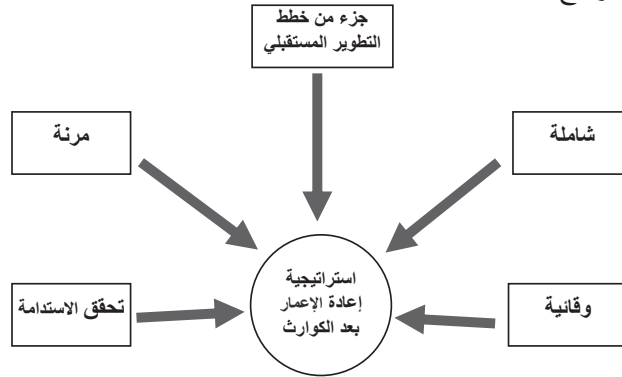 جزء من خطط
التطوير المستقبلي
شاملة
مرنة
استراتيجية
إعادة الإعمار
بعد الكوارث
وقائية
تحقق الاستدامة